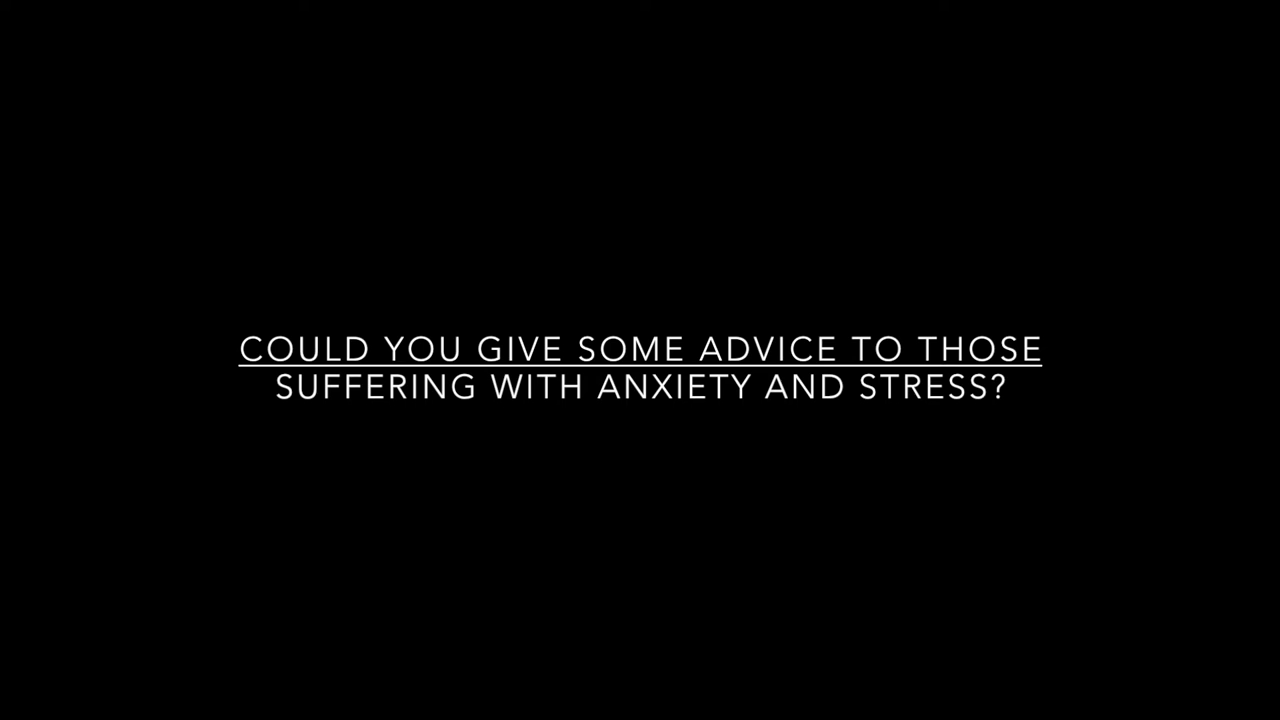 COULD YOU GIVE SOME ADVICE TO THOSE
SUFFERING WITH ANXIETY AND STRESS?